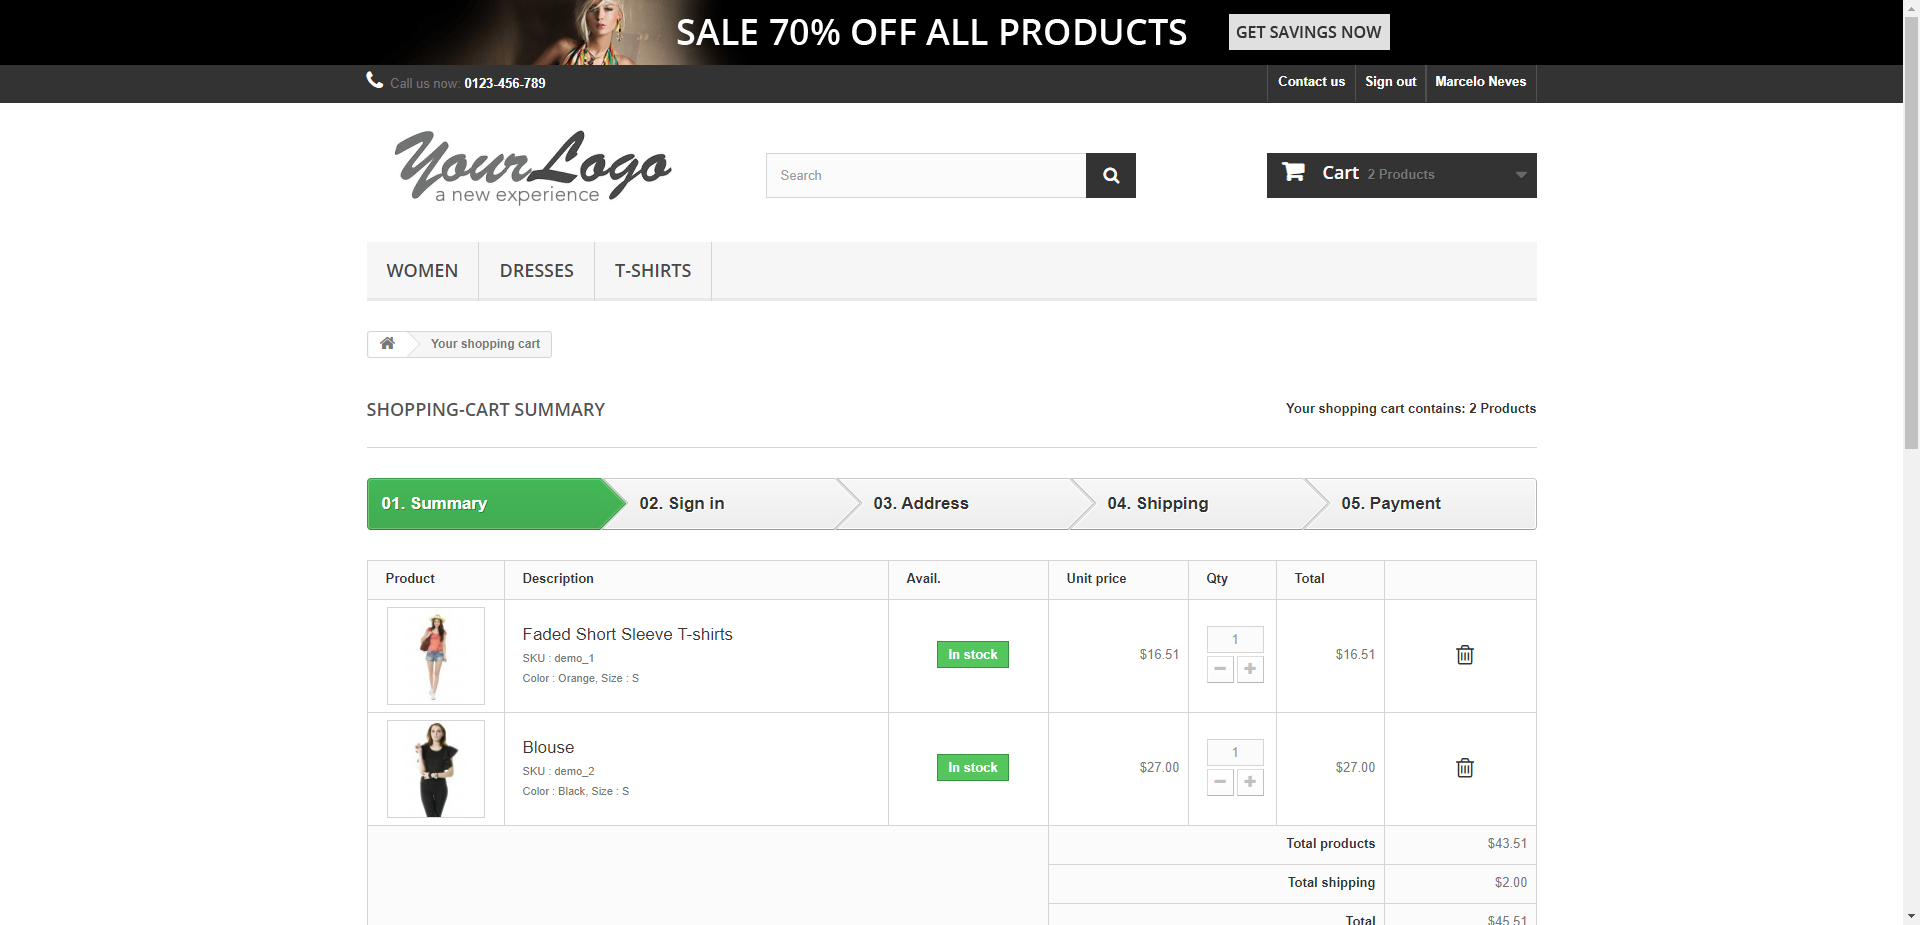 SALE 70% OFF ALL PRODUCTS GET SAVINGS NOW
Call us now: 0123-456-789 Contact us Sign out Marcelo Neves
YourLogo
a new experience
Search
Cart 2 Products
WOMEN DRESSES T-SHIRTS
Your shopping cart
SHOPPING-CART SUMMARY Your shopping cart contains: 2 Products
01. Summary 02. Sign in 03. Address 04. Shipping 05. Payment
Product Description Avail. Unit price Qty Total
Faded Short Sleeve T-shirts
SKU : demo_1
Color : Orange, Size : S
In stock $16.51 1 $16.51
Blouse
SKU : demo_2
Color : Black, Size : S
In stock $27.00 1 $27.00
Total products $43.51
Total shipping $2.00
Total $45.51